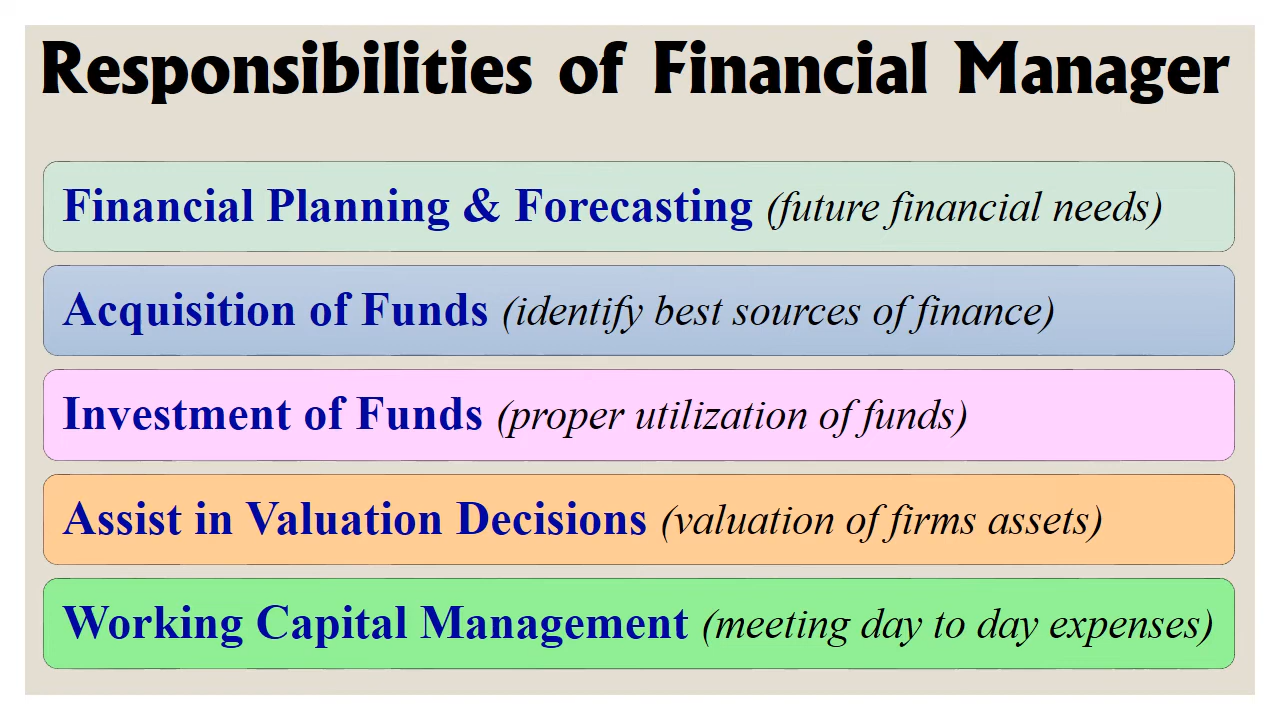 Responsibilities of Financial Manager
Financial Planning & Forecasting (future financial needs)
Acquisition of Funds (identify best sources of finance)
Investment of Funds (proper utilization of funds)
Assist in Valuation Decisions (valuation of firms assets)
Working Capital Management (meeting day to day expenses)